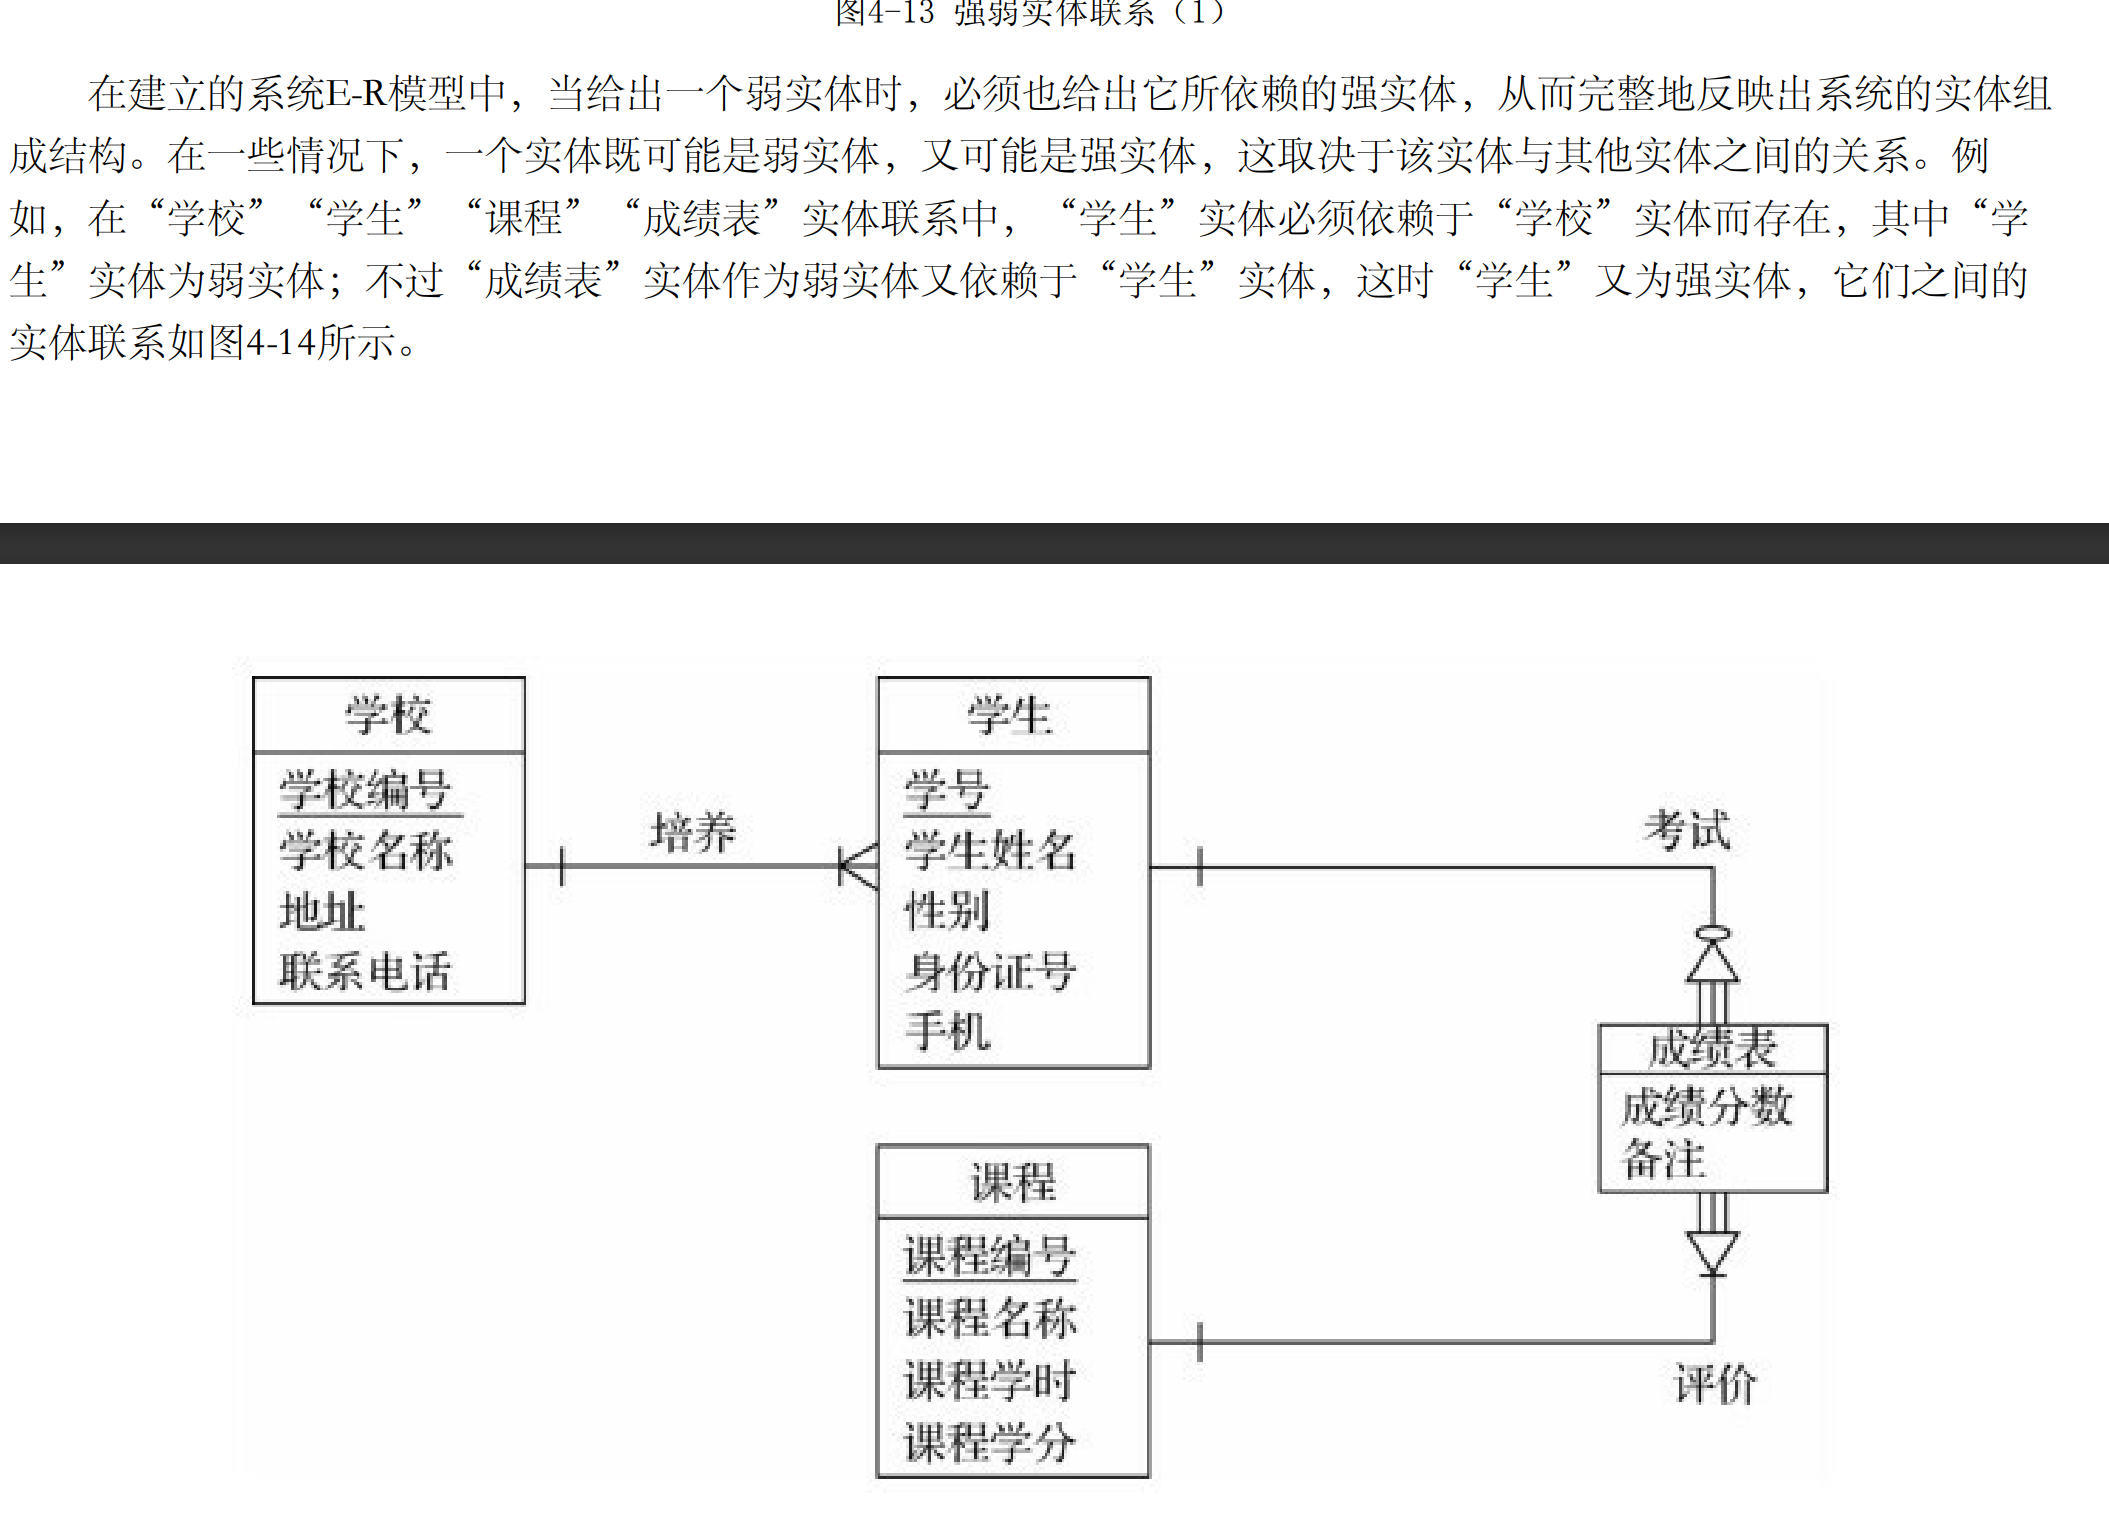 图4-13 强弱实体联系（1）
在建立的系统E-R模型中，当给出一个弱实体时，必须也给出它所依赖的强实体，从而完整地反映出系统的实体组
成结构。在一些情况下，一个实体既可能是弱实体，又可能是强实体，这取决于该实体与其他实体之间的关系。例
如，在“学校”“学生”“课程”“成绩表”实体联系中，“学生”实体必须依赖于“学校”实体而存在，其中“学
生”实体为弱实体；不过“成绩表”实体作为弱实体又依赖于“学生”实体，这时“学生”又为强实体，它们之间的
实体联系如图4-14所示。
学校
学校编号
学校名称
地址
联系电话
培养
学生
学号
学生姓名
性别
身份证号
手机
考试
成绩表
成绩分数
备注
课程
课程编号
课程名称
课程学时
课程学分
评价